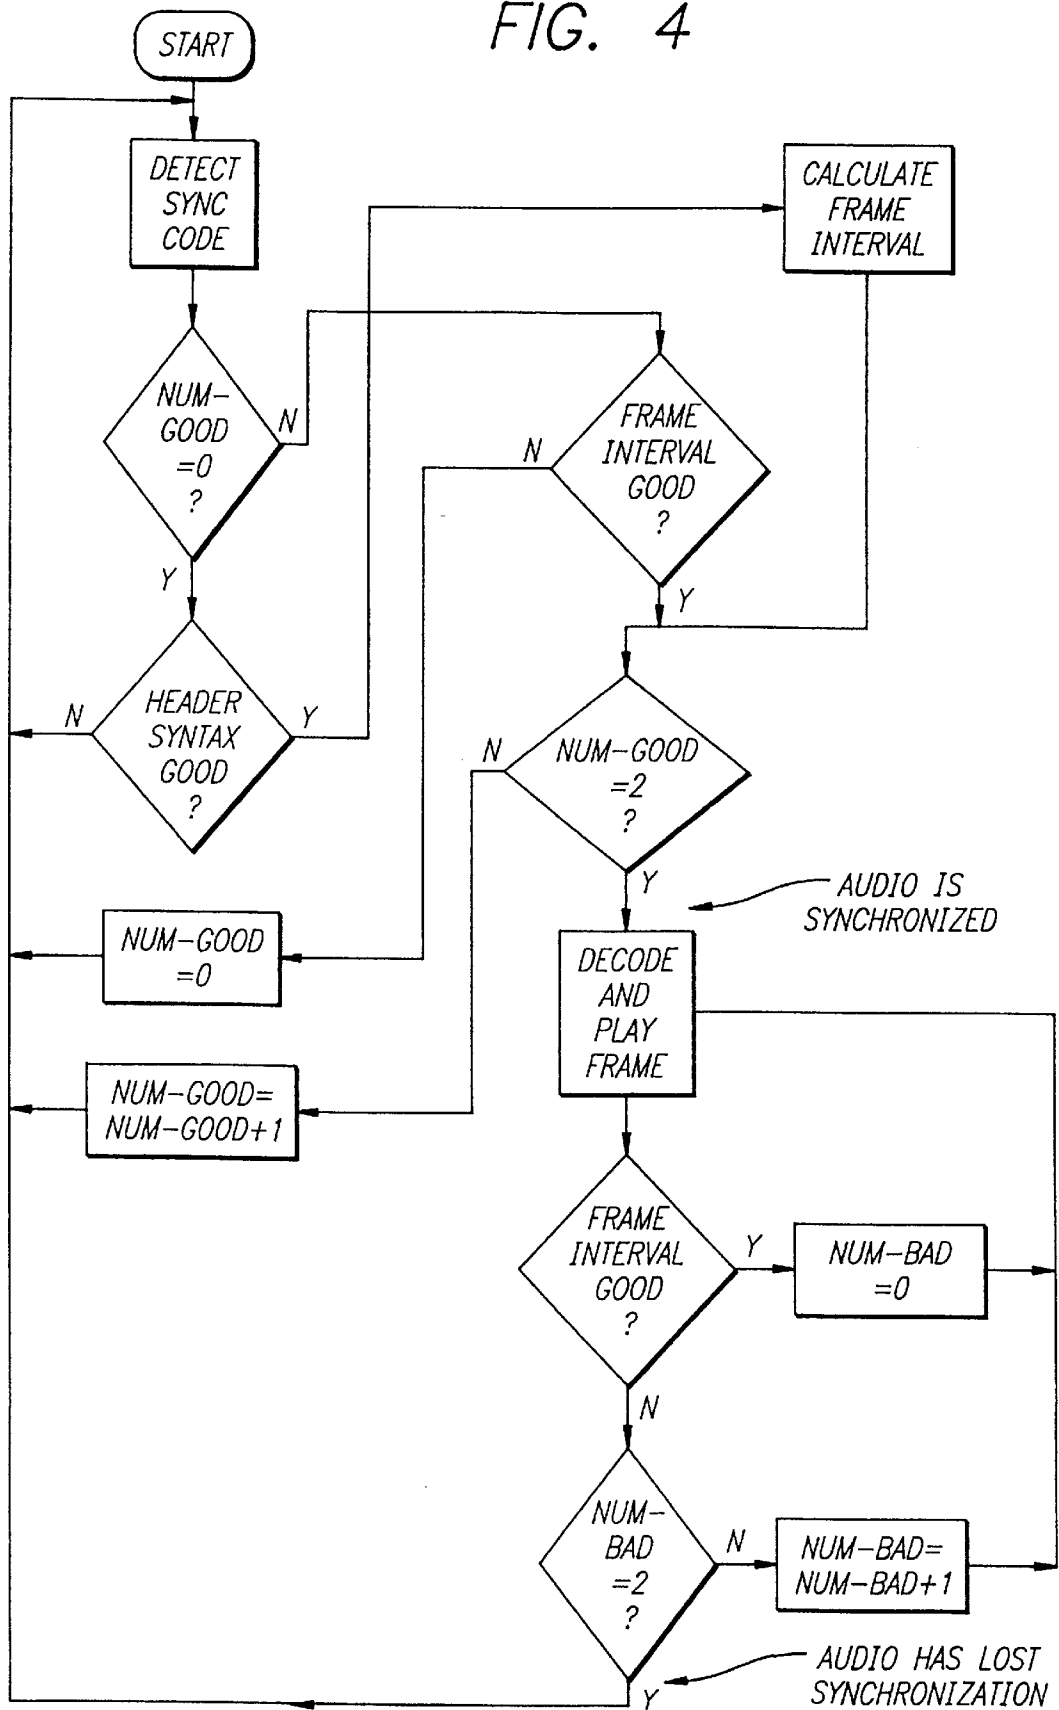 FIG. 4
START
DETECT
SYNC
CODE
CALCULATE
FRAME
INTERVAL
NUM-
GOOD
=0
?
N
Y
FRAME
INTERVAL
GOOD
?
N
Y
HEADER
SYNTAX
GOOD
?
N
Y
NUM-GOOD
=2
?
N
Y
AUDIO IS
SYNCHRONIZED
NUM-GOOD
=0
DECODE
AND
PLAY
FRAME
NUM-GOOD=
NUM-GOOD+1
FRAME
INTERVAL
GOOD
?
Y
N
NUM-BAD
=0
NUM-
BAD
=2
?
N
Y
NUM-BAD=
NUM-BAD+1
AUDIO HAS LOST
SYNCHRONIZATION